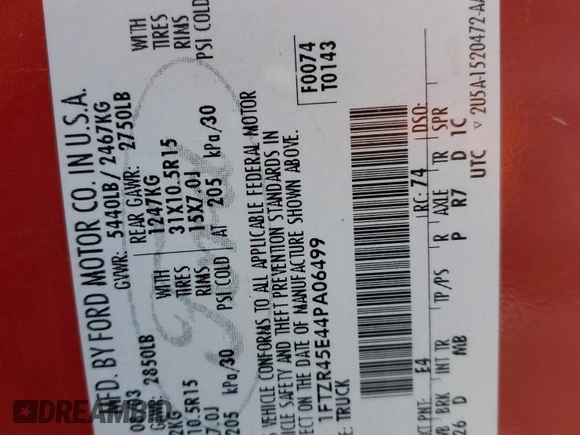 MFD. BY FORD MOTOR CO. IN U.S.A.
GVWR: 5440LB / 2467KG
2850LB
REAR GAWR: 2750LB
1247KG
WITH
31X10.5R15
TIRES
15X7.0J
RIMS
AT 205 kPa/30 PSI COLD
WITH
TIRES
RIMS
205 kPa/30 PSI COLD
VEHICLE CONFORMS TO ALL APPLICABLE FEDERAL MOTOR
VEHICLE SAFETY AND THEFT PREVENTION STANDARDS IN
EFFECT ON THE DATE OF MANUFACTURE SHOWN ABOVE.
1FTZR45E44PA06499
TRUCK
F0074
T0143
PNT: E4
RC: 74
DSO:
WB BRK INT TR TP/PS R AXLE TR SPR
126 D MB P R7 D 1C
UTC ▽ 2U5A-1520472-AA
DREAMBID